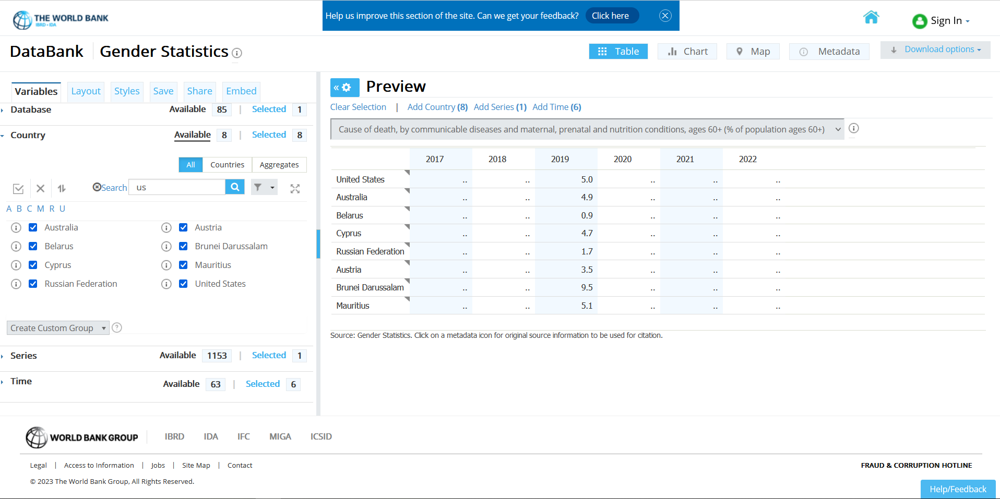 THE WORLD BANK
IBRD • IDA
Help us improve this section of the site. Can we get your feedback? Click here
Sign In
DataBank Gender Statistics
Table Chart Map Metadata Download options
Variables Layout Styles Save Share Embed
Database Available 85 | Selected 1
Country Available 8 | Selected 8
All Countries Aggregates
Search us
A B C M R U
Australia Austria
Belarus Brunei Darussalam
Cyprus Mauritius
Russian Federation United States
Create Custom Group
Series Available 1153 | Selected 1
Time Available 63 | Selected 6
Preview
Clear Selection | Add Country (8) Add Series (1) Add Time (6)
Cause of death, by communicable diseases and maternal, prenatal and nutrition conditions, ages 60+ (% of population ages 60+)
2017 2018 2019 2020 2021 2022
United States .. .. 5.0 .. .. ..
Australia .. .. 4.9 .. .. ..
Belarus .. .. 0.9 .. .. ..
Cyprus .. .. 4.7 .. .. ..
Russian Federation .. .. 1.7 .. .. ..
Austria .. .. 3.5 .. .. ..
Brunei Darussalam .. .. 9.5 .. .. ..
Mauritius .. .. 5.1 .. .. ..
Source: Gender Statistics. Click on a metadata icon for original source information to be used for citation.
WORLD BANK GROUP IBRD IDA IFC MIGA ICSID
Legal | Access to Information | Jobs | Site Map | Contact
FRAUD & CORRUPTION HOTLINE
© 2023 The World Bank Group, All Rights Reserved.
Help/Feedback